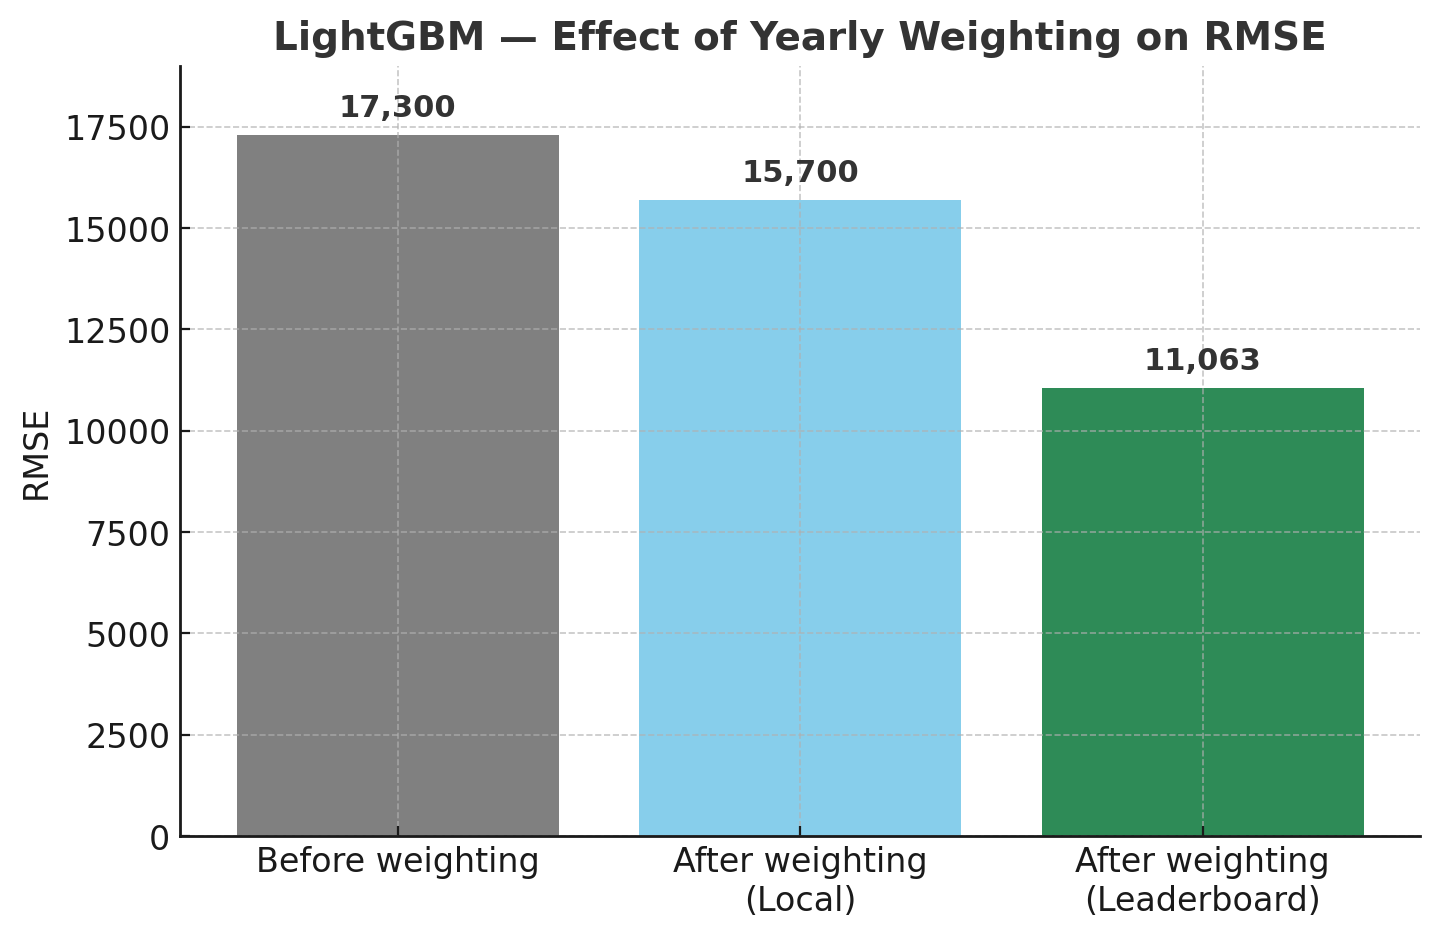 LightGBM — Effect of Yearly Weighting on RMSE
17,300
15,700
11,063
17500
15000
12500
10000
7500
5000
2500
0
RMSE
Before weighting
After weighting
(Local)
After weighting
(Leaderboard)